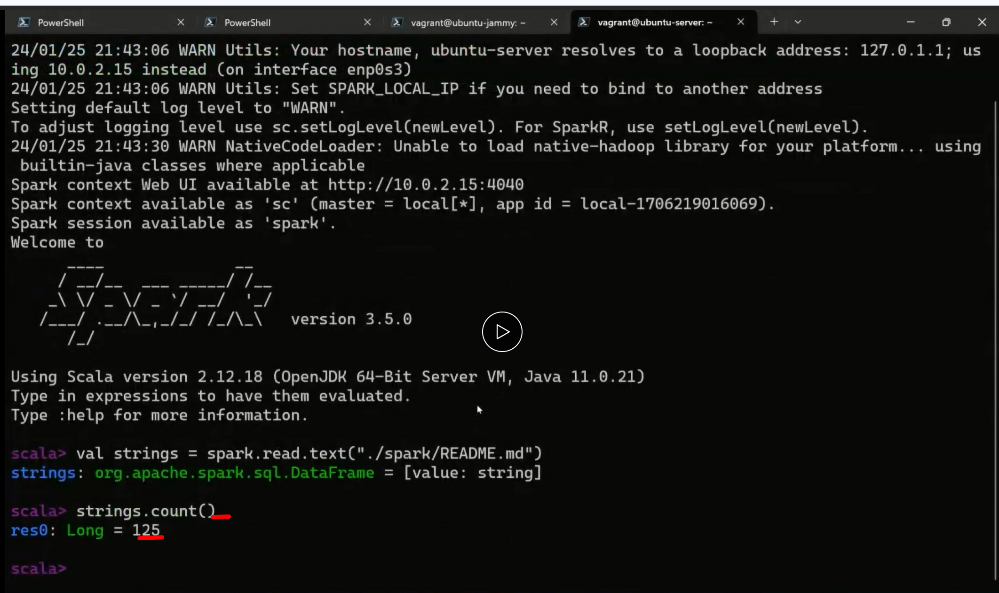 PowerShell
PowerShell
vagrant@ubuntu-jammy: ~
vagrant@ubuntu-server: ~
24/01/25 21:43:06 WARN Utils: Your hostname, ubuntu-server resolves to a loopback address: 127.0.1.1; us
ing 10.0.2.15 instead (on interface enp0s3)
24/01/25 21:43:06 WARN Utils: Set SPARK_LOCAL_IP if you need to bind to another address
Setting default log level to "WARN".
To adjust logging level use sc.setLogLevel(newLevel). For SparkR, use setLogLevel(newLevel).
24/01/25 21:43:30 WARN NativeCodeLoader: Unable to load native-hadoop library for your platform... using
 builtin-java classes where applicable
Spark context Web UI available at http://10.0.2.15:4040
Spark context available as 'sc' (master = local[*], app id = local-1706219016069).
Spark session available as 'spark'.
Welcome to
      ____              __
     / __/__  ___ _____/ /__
    _\ \/ _ \/ _ `/ __/  '_/
   /___/ .__/\_,_/_/ /_/\_\   version 3.5.0
      /_/
Using Scala version 2.12.18 (OpenJDK 64-Bit Server VM, Java 11.0.21)
Type in expressions to have them evaluated.
Type :help for more information.
scala> val strings = spark.read.text("./spark/README.md")
strings: org.apache.spark.sql.DataFrame = [value: string]
scala> strings.count()
res0: Long = 125
scala>